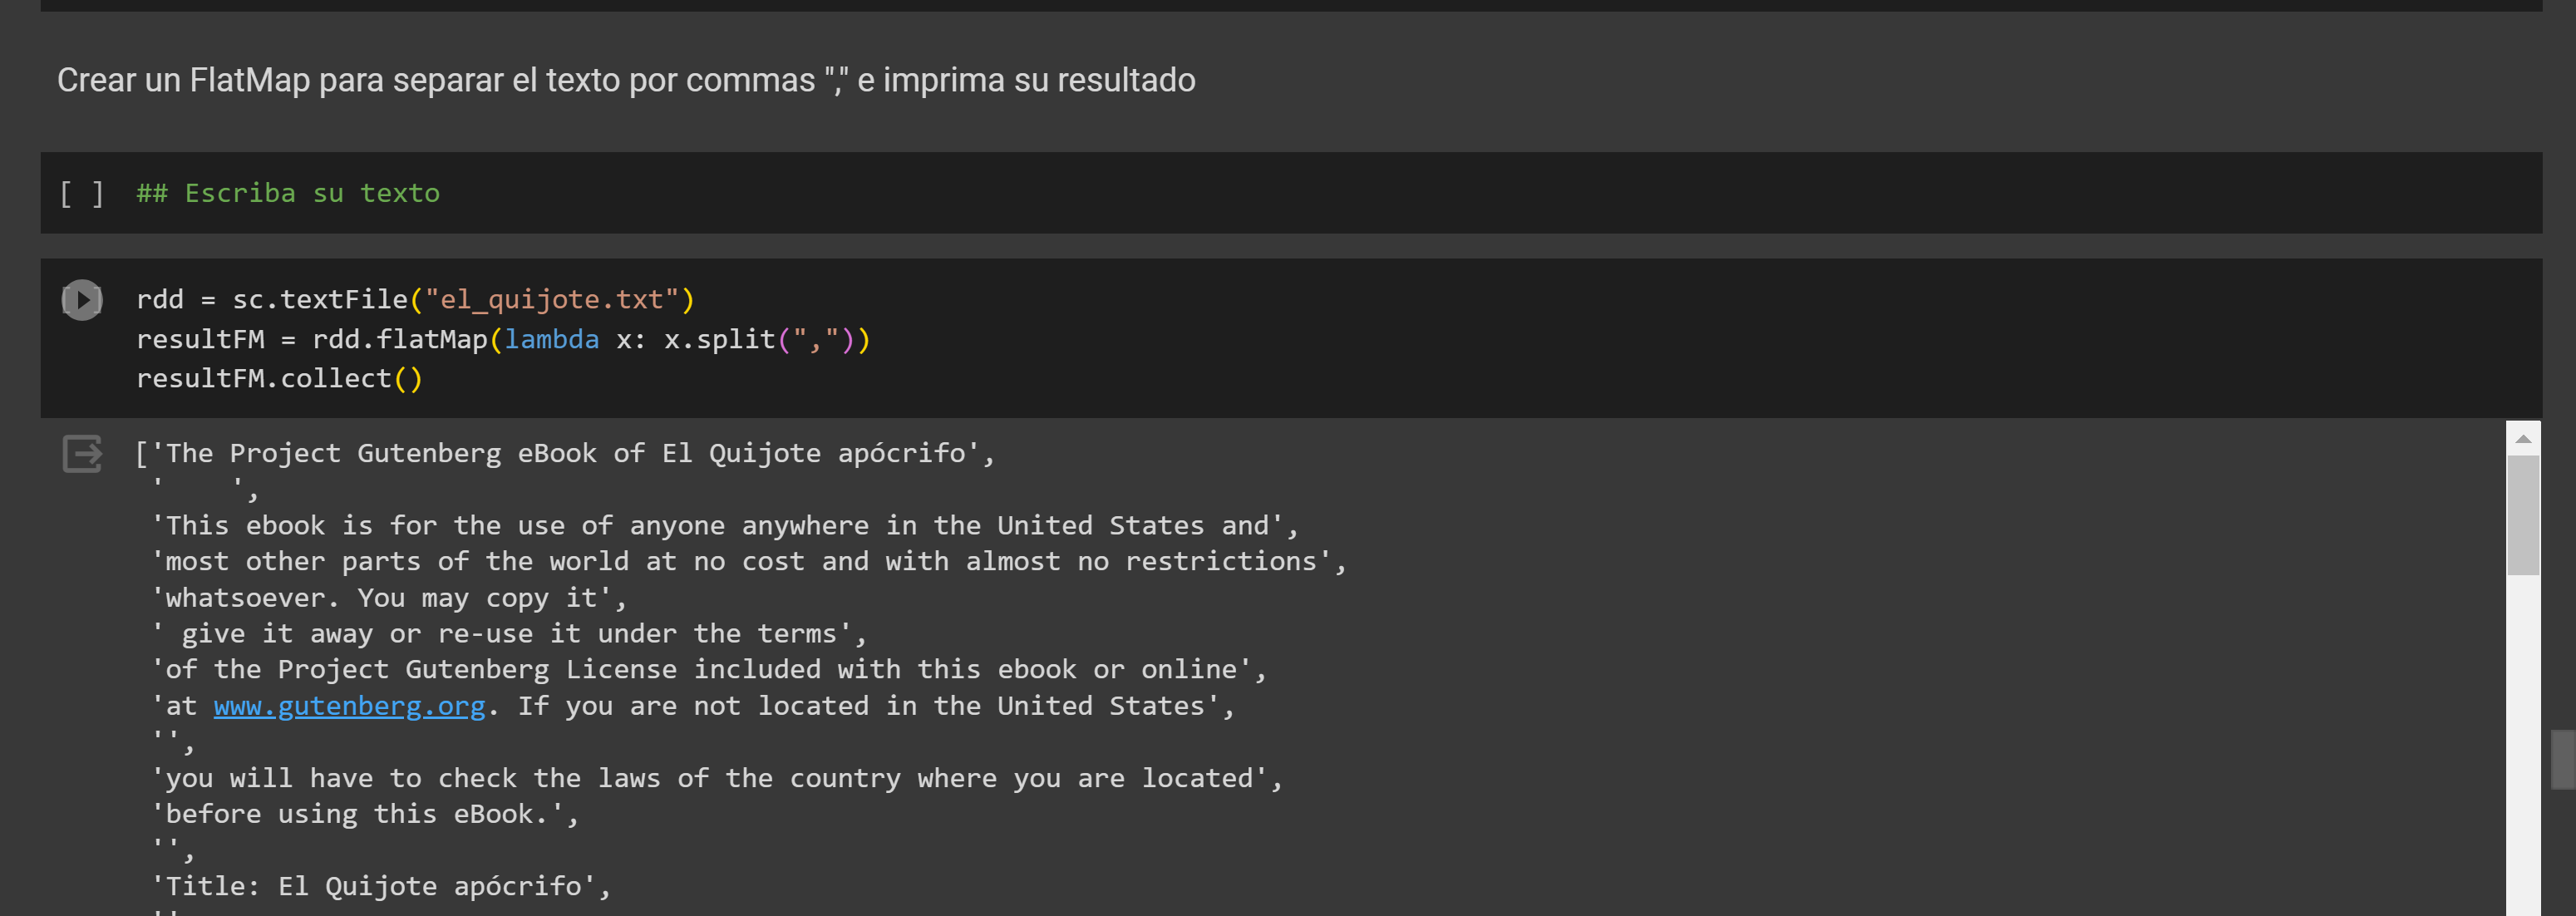 Crear un FlatMap para separar el texto por commas "," e imprima su resultado
[ ] ## Escriba su texto
rdd = sc.textFile("el_quijote.txt")
resultFM = rdd.flatMap(lambda x: x.split(","))
resultFM.collect()
['The Project Gutenberg eBook of El Quijote apócrifo',
'    ',
'This ebook is for the use of anyone anywhere in the United States and',
'most other parts of the world at no cost and with almost no restrictions',
'whatsoever. You may copy it',
' give it away or re-use it under the terms',
'of the Project Gutenberg License included with this ebook or online',
'at www.gutenberg.org. If you are not located in the United States',
'',
'you will have to check the laws of the country where you are located',
'before using this eBook.',
'',
'Title: El Quijote apócrifo',